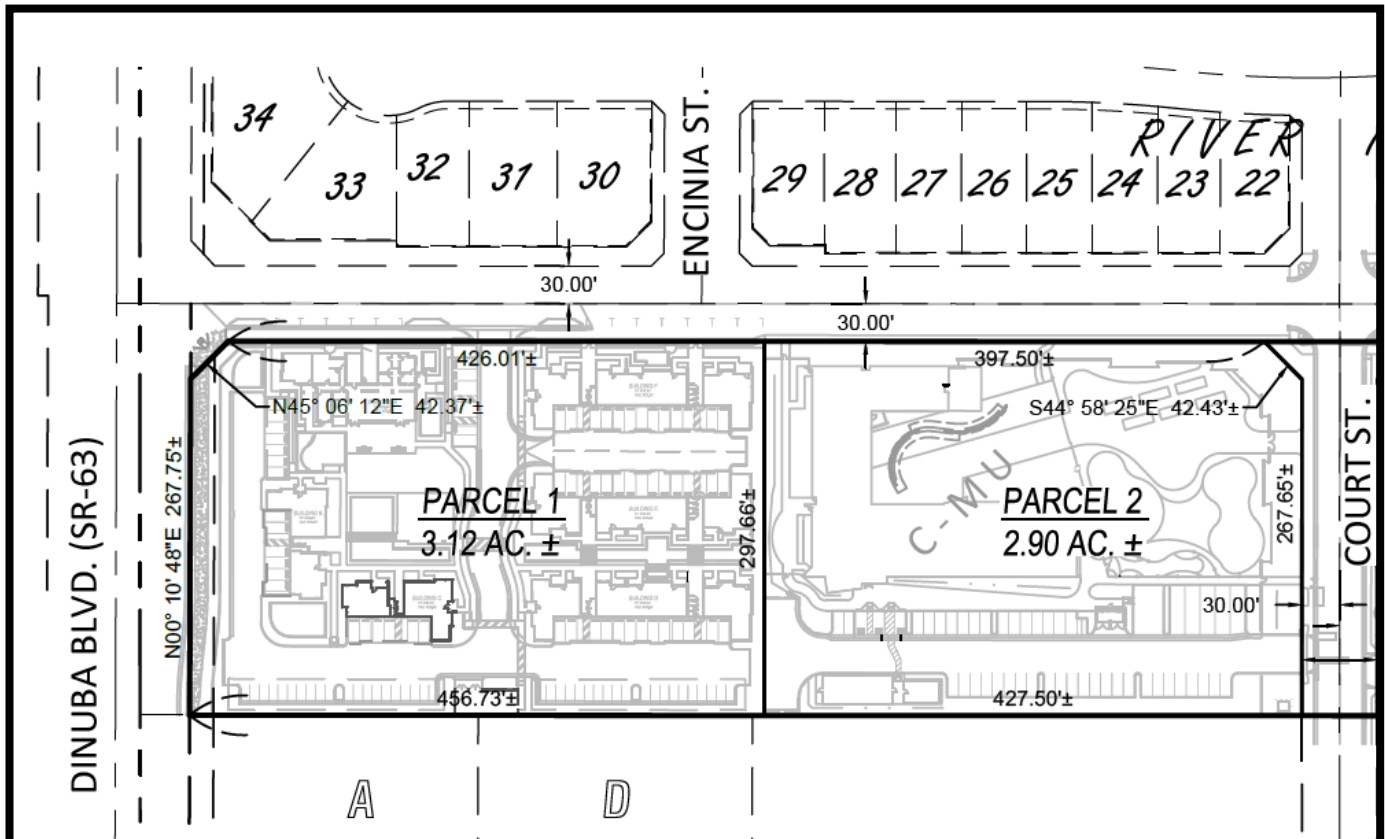 34
33
32
31
30
ENCINIA ST.
29
28
27
26
25
24
23
22
RIVER
30.00'
30.00'
426.01'±
397.50'±
N45° 06' 12"E 42.37'±
S44° 58' 25"E 42.43'±
DINUBA BLVD. (SR-63)
N00° 10' 48"E 267.75'±
PARCEL 1
3.12 AC. ±
297.66'±
C-MU
PARCEL 2
2.90 AC. ±
267.65'±
COURT ST.
30.00'
456.73'±
427.50'±
A
D